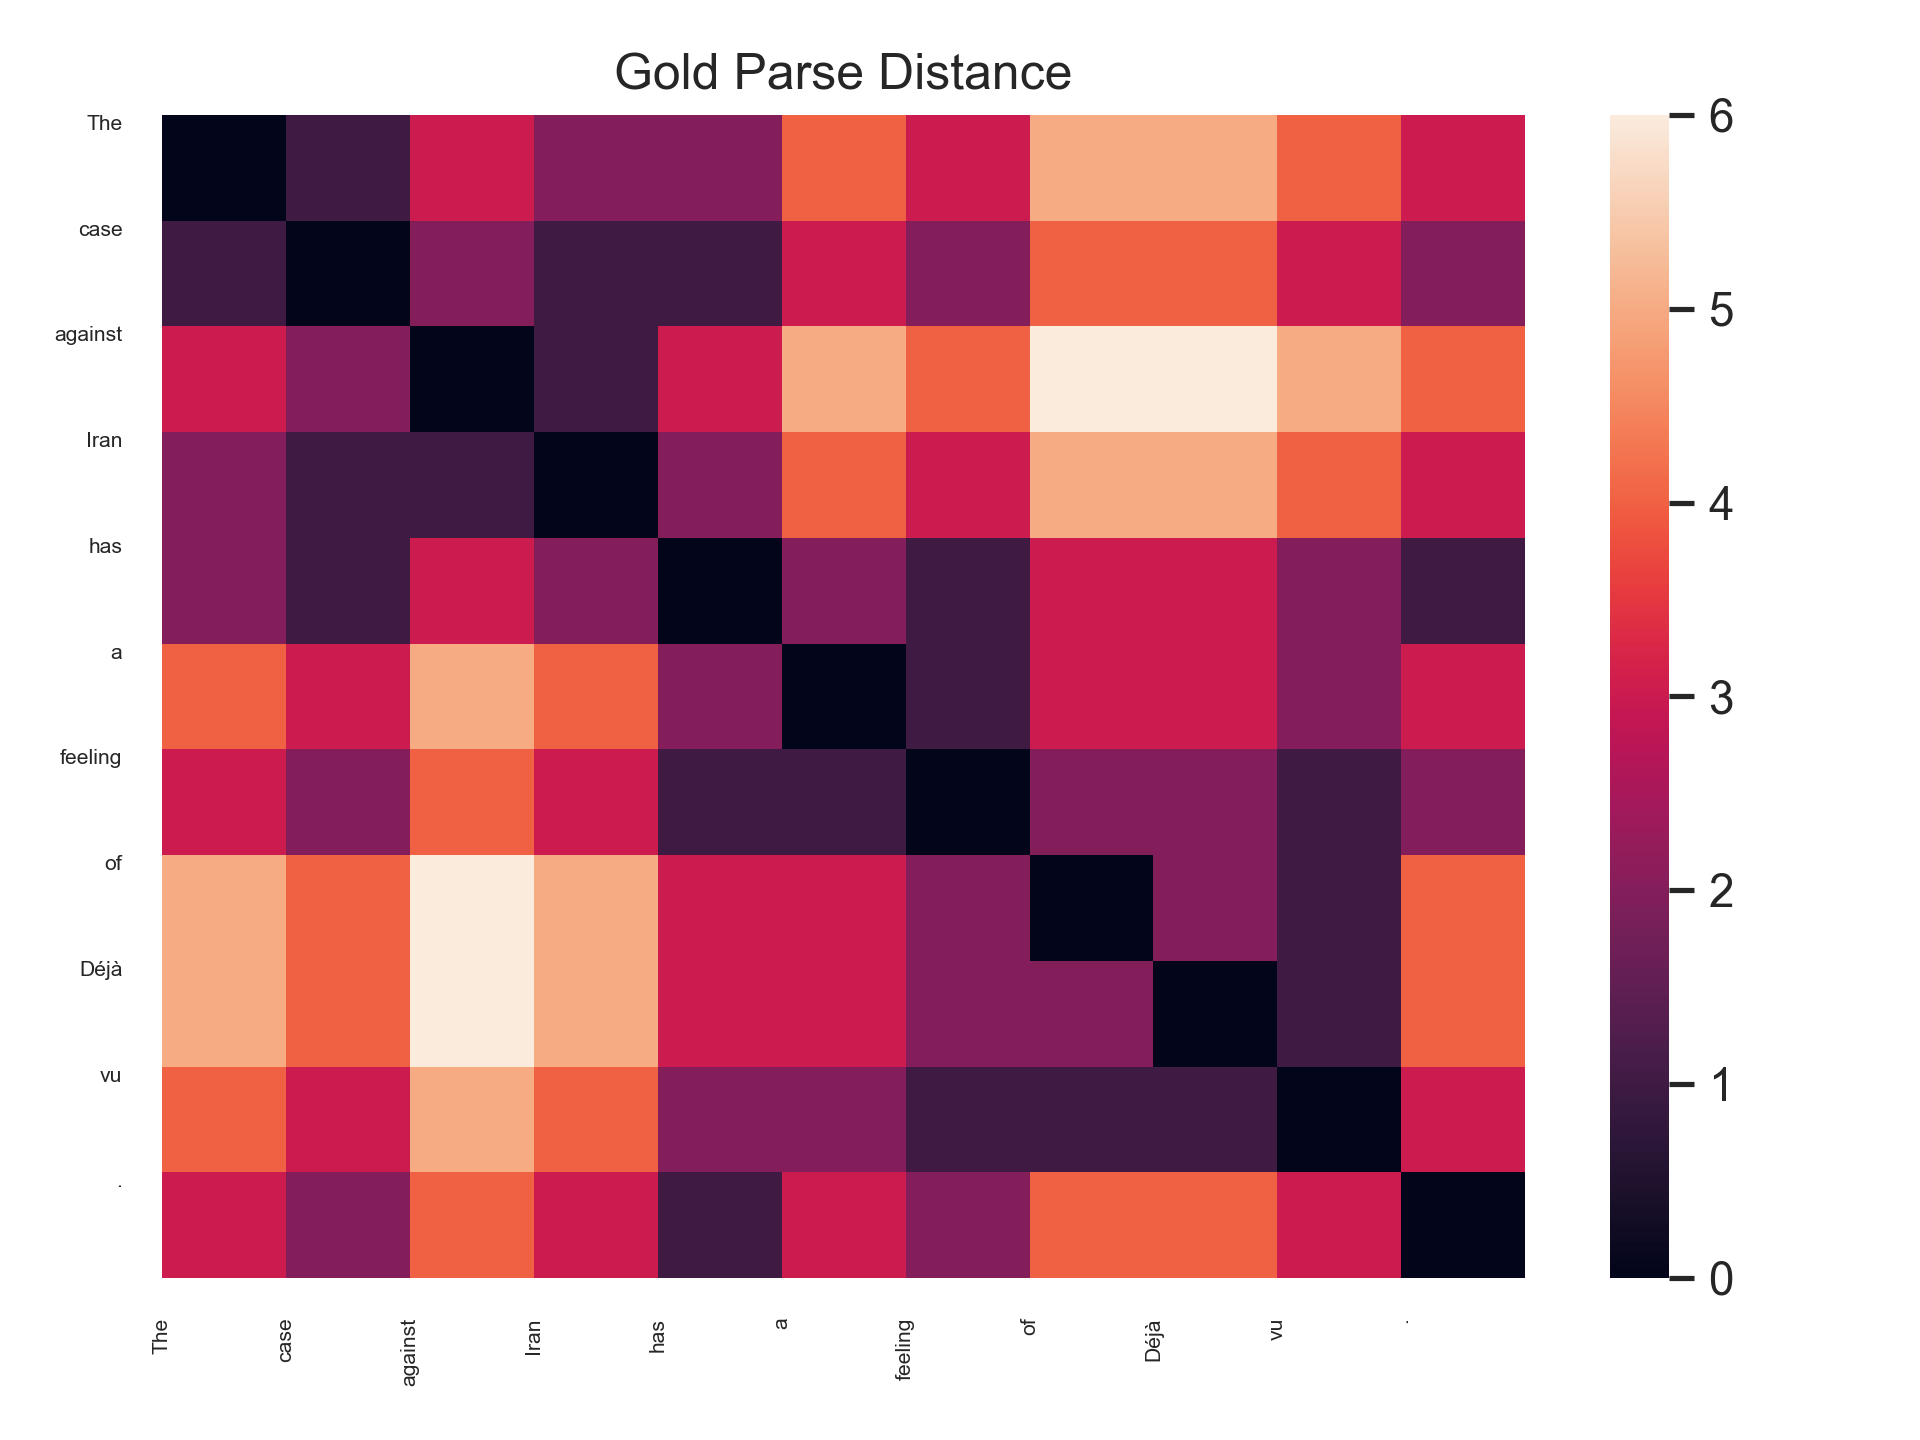 Gold Parse Distance
The
case
against
Iran
has
a
feeling
of
Déjà
vu
.
The case against Iran has a feeling of Déjà vu .
6
5
4
3
2
1
0